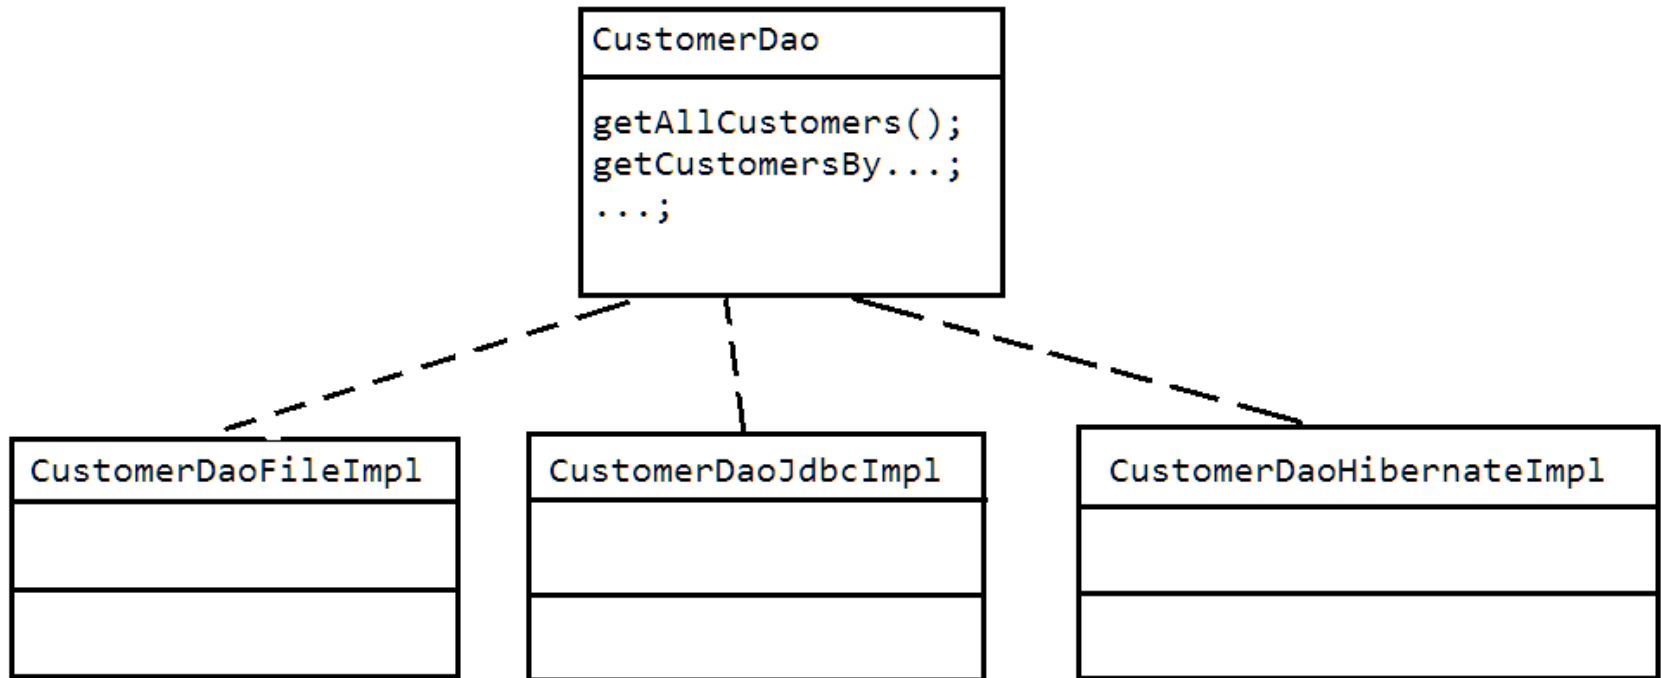 CustomerDao
getAllCustomers();
getCustomersBy...;
...;
CustomerDaoFileImpl
CustomerDaoJdbcImpl
CustomerDaoHibernateImpl